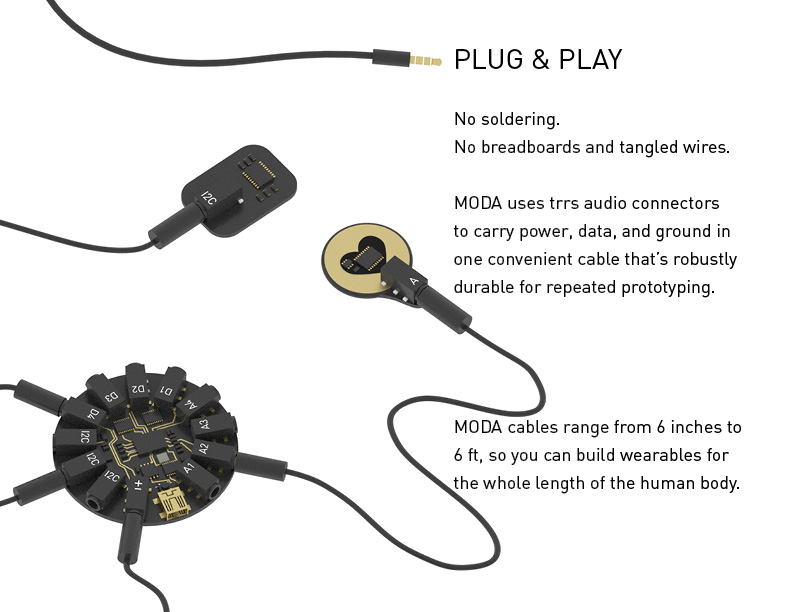 PLUG & PLAY
No soldering.
No breadboards and tangled wires.
MODA uses trrs audio connectors
to carry power, data, and ground in
one convenient cable that's robustly
durable for repeated prototyping.
MODA cables range from 6 inches to
6 ft, so you can build wearables for
the whole length of the human body.
I2C
A
D4
D3
D2
D1
A4
A3
A2
A1
I+
I2C
I2C
I2C